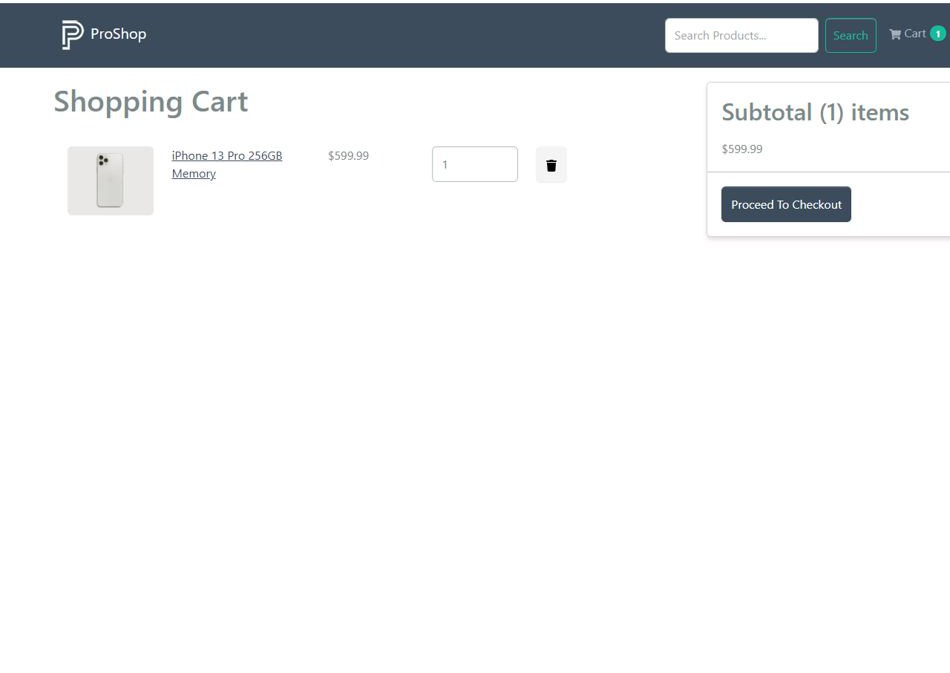 ProShop
Search Products...
Search
Cart 1
Shopping Cart
iPhone 13 Pro 256GB
Memory
$599.99
1
Subtotal (1) items
$599.99
Proceed To Checkout